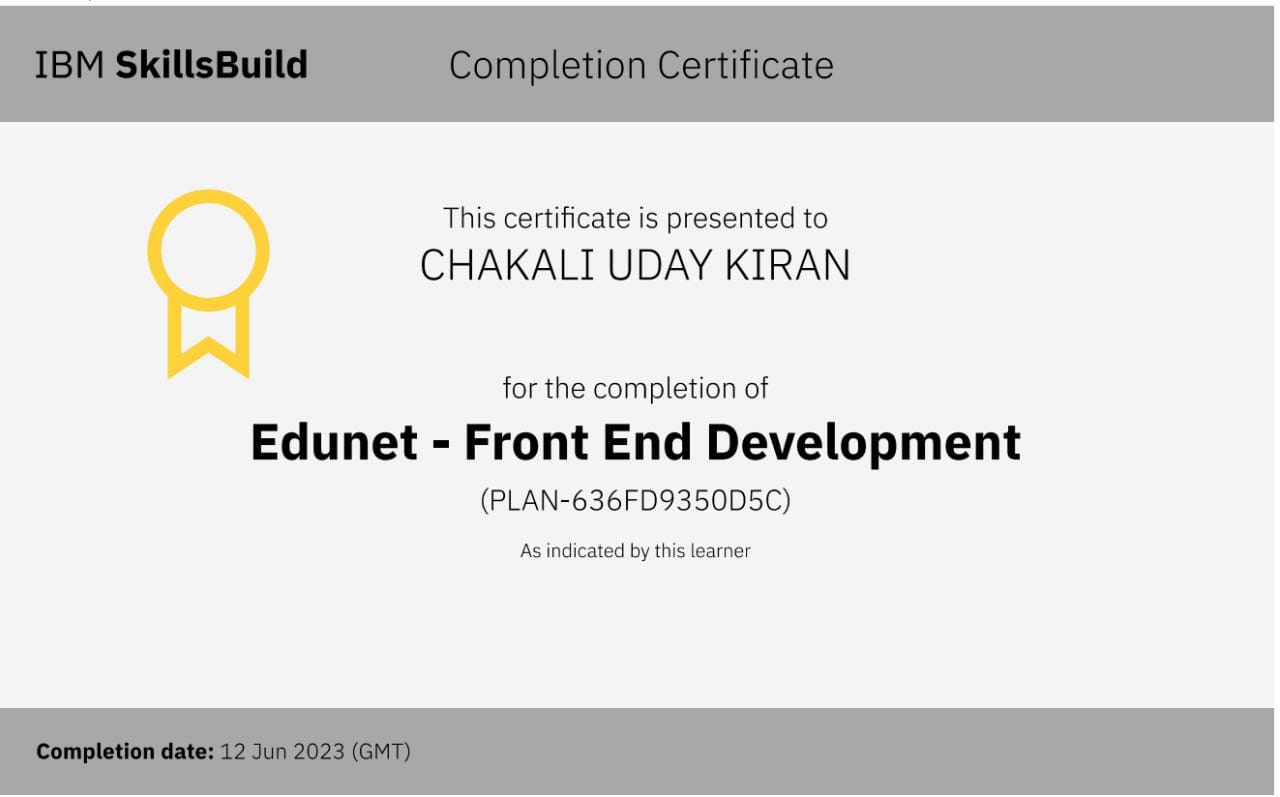 IBM SkillsBuild
Completion Certificate
This certificate is presented to
CHAKALI UDAY KIRAN
for the completion of
Edunet - Front End Development
(PLAN-636FD9350D5C)
As indicated by this learner
Completion date: 12 Jun 2023 (GMT)